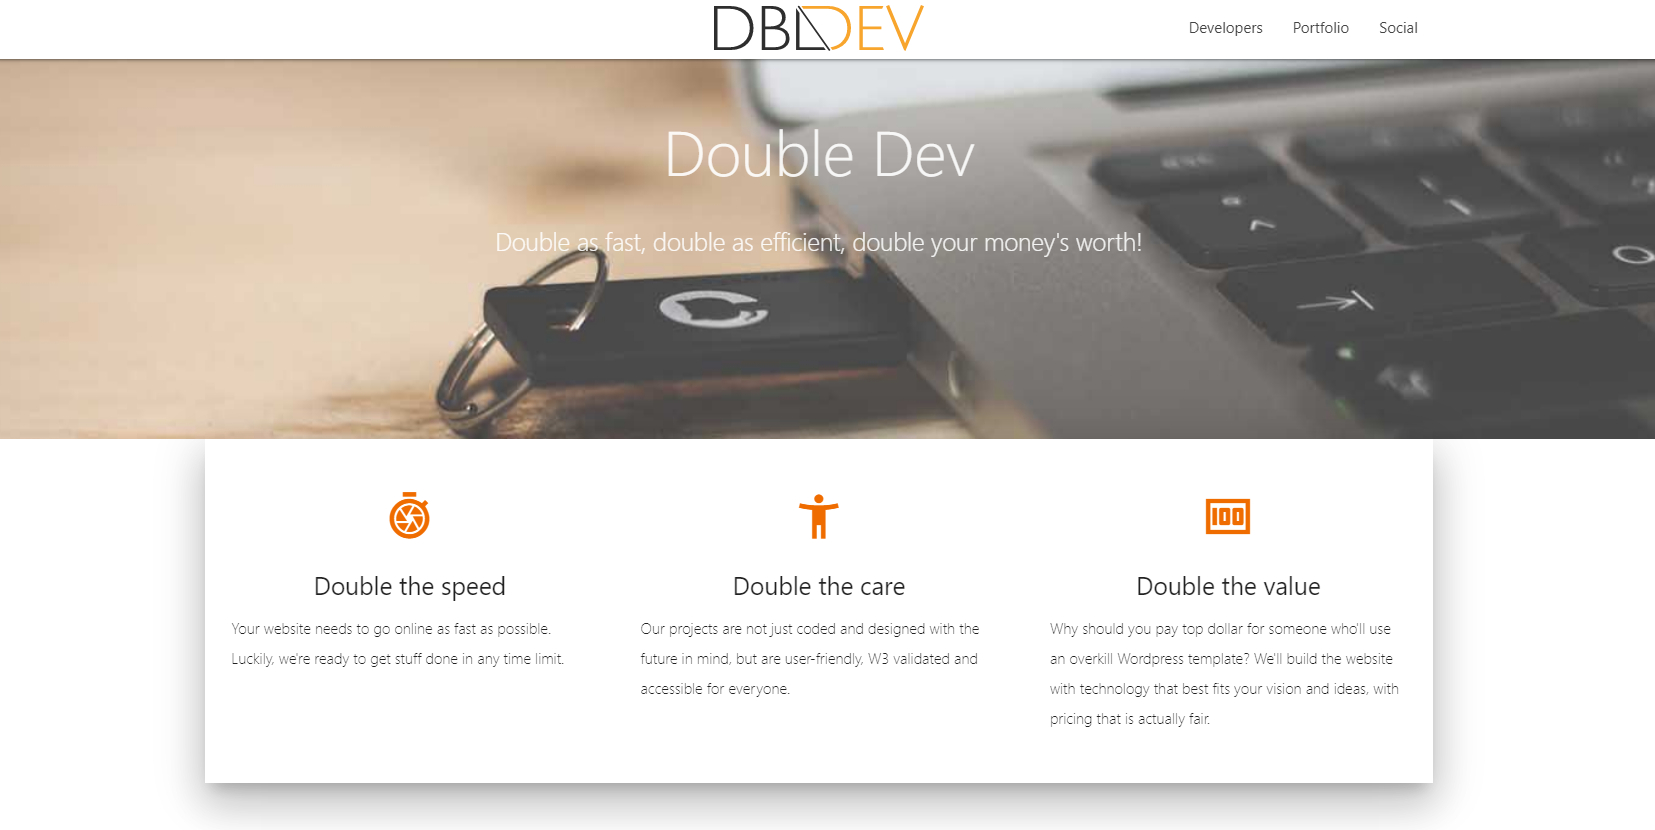 DBLDEV
Developers Portfolio Social
Double Dev
Double as fast, double as efficient, double your money's worth!
100
Double the speed
Your website needs to go online as fast as possible.
Luckily, we're ready to get stuff done in any time limit.
Double the care
Our projects are not just coded and designed with the
future in mind, but are user-friendly, W3 validated and
accessible for everyone.
Double the value
Why should you pay top dollar for someone who'll use
an overkill Wordpress template? We'll build the website
with technology that best fits your vision and ideas, with
pricing that is actually fair.